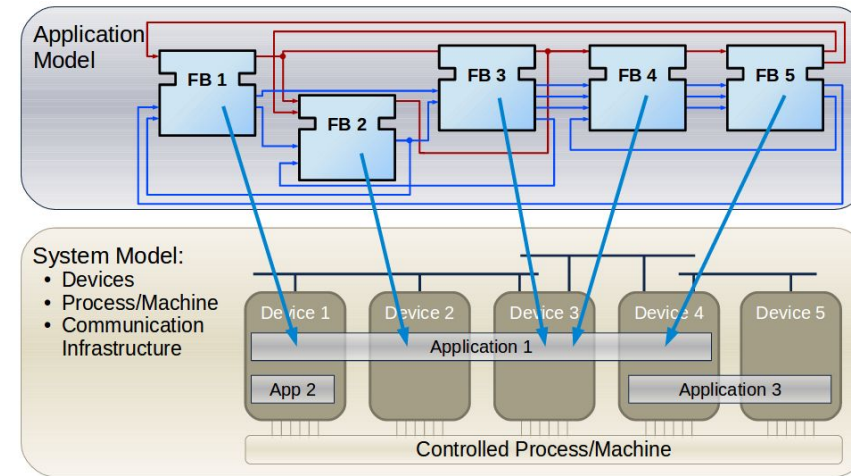 Application
Model
FB 1
FB 2
FB 3
FB 4
FB 5
System Model:
• Devices
• Process/Machine
• Communication
Infrastructure
Device 1
Device 2
Device 3
Device 4
Device 5
Application 1
App 2
Application 3
Controlled Process/Machine